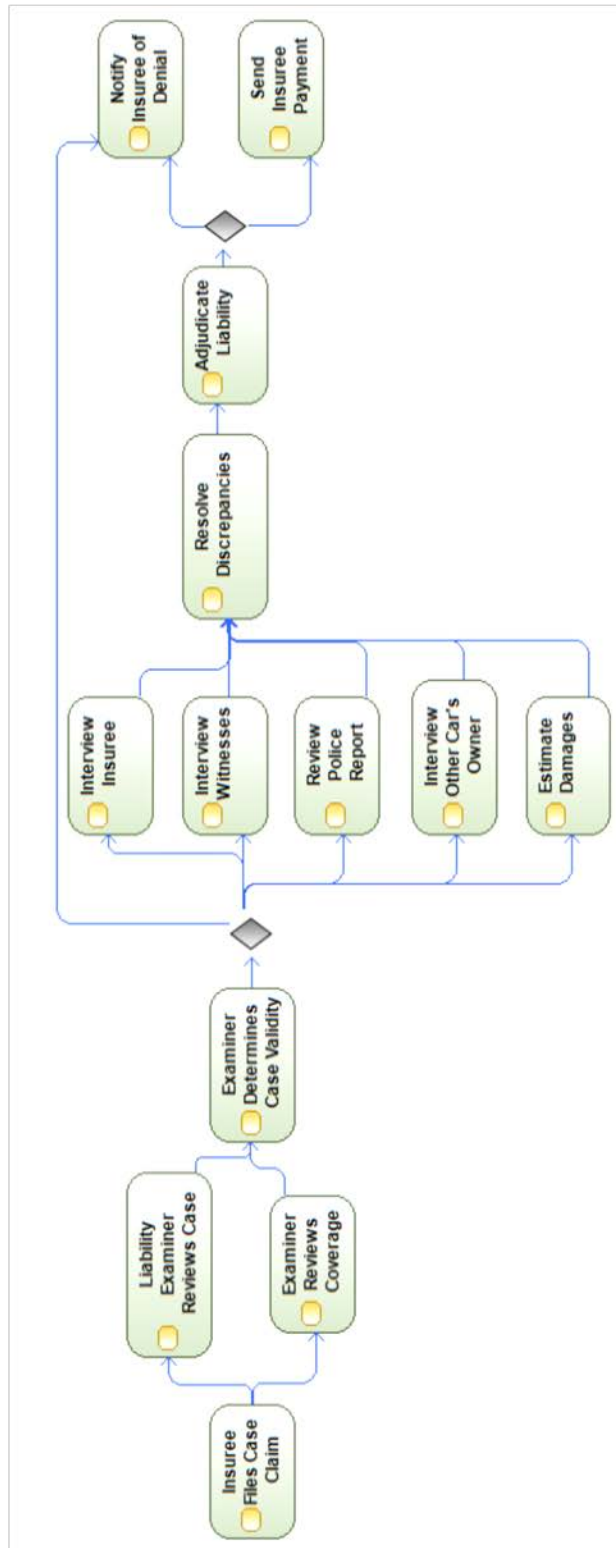 Insuree
Files Case
Claim
Liability
Examiner
Reviews Case
Examiner
Reviews
Coverage
Examiner
Determines
Case Validity
Interview
Insuree
Interview
Witnesses
Review
Police
Report
Interview
Other Car's
Owner
Estimate
Damages
Resolve
Discrepancies
Adjudicate
Liability
Notify
Insuree of
Denial
Send
Insuree
Payment